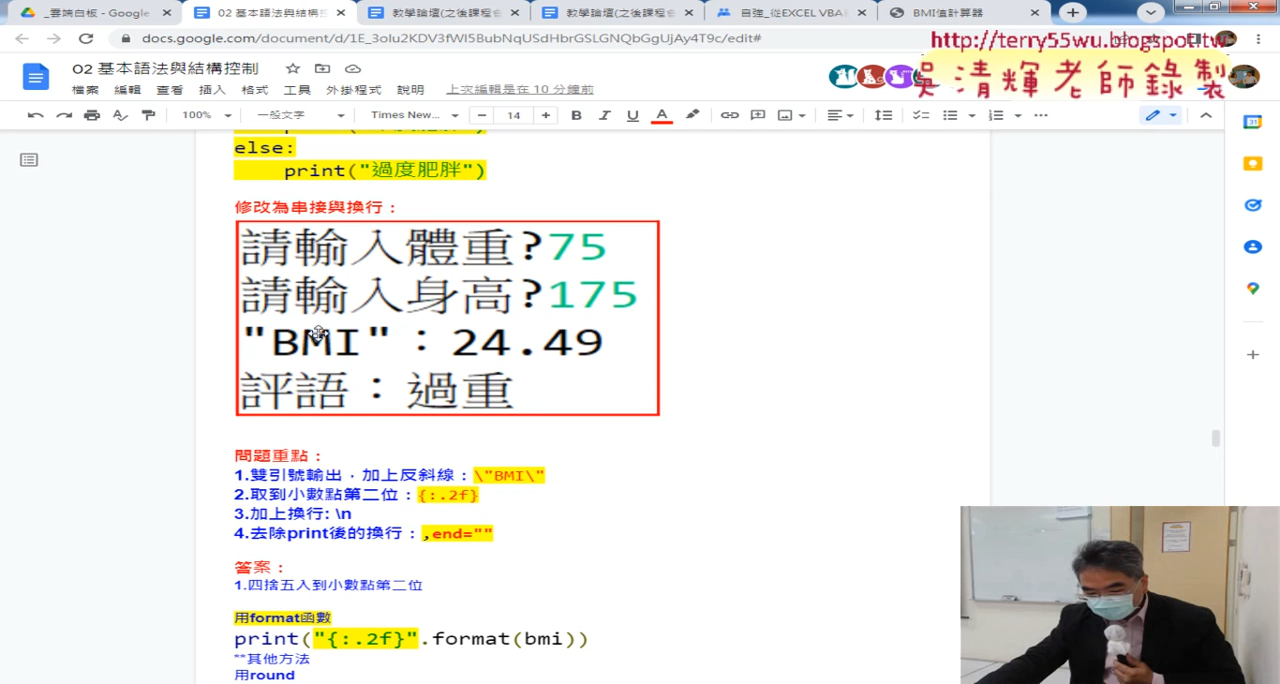 _雲端白板 - Google
02 基本語法與結構控
教學論壇(之後課程會
教學論壇(之後課程會
自強_從EXCEL VBA
BMI值計算器
docs.google.com/document/d/1E_3oIu2KDV3fWI5BubNqUSdHbrGSLGNQbGgUjAy4T9c/edit#
http://terry55wu.blogspot.tw
吳清輝老師錄製
02 基本語法與結構控制
檔案 編輯 查看 插入 格式 工具 外掛程式 說明 上次編輯是在 10 分鐘前
100% 一般文字 Times New... 14 B I U A
else:
print("過度肥胖")
修改為串接與換行：
請輸入體重?75
請輸入身高?175
"BMI"：24.49
評語：過重
問題重點：
1.雙引號輸出，加上反斜線：\"BMI\"
2.取到小數點第二位：{:.2f}
3.加上換行: \n
4.去除print後的換行：,end=""
答案：
1.四捨五入到小數點第二位
用format函數
print("{:.2f}".format(bmi))
**其他方法
用round